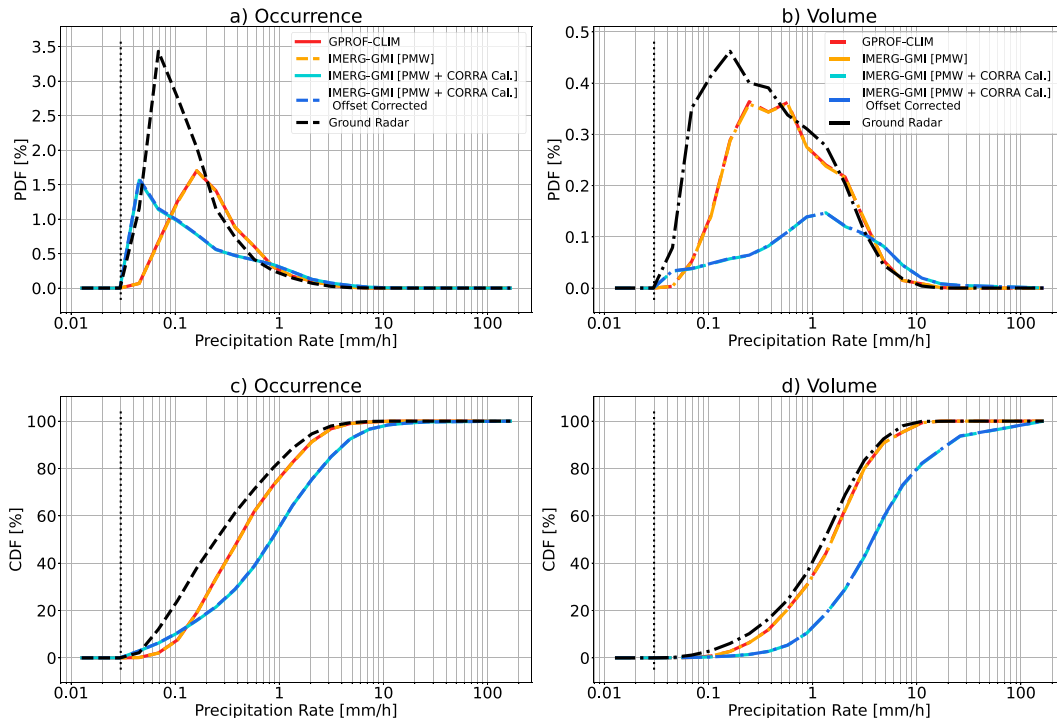 a) Occurrence
3.5
3.0
2.5
2.0
1.5
1.0
0.5
0.0
PDF [%]
GPROF-CLIM
IMERG-GMI [PMW]
IMERG-GMI [PMW + CORRA Cal.]
IMERG-GMI [PMW + CORRA Cal.]
Offset Corrected
Ground Radar
0.01 0.1 1 10 100
Precipitation Rate [mm/h]
b) Volume
0.5
0.4
0.3
0.2
0.1
0.0
PDF [%]
GPROF-CLIM
IMERG-GMI [PMW]
IMERG-GMI [PMW + CORRA Cal.]
IMERG-GMI [PMW + CORRA Cal.]
Offset Corrected
Ground Radar
0.01 0.1 1 10 100
Precipitation Rate [mm/h]
c) Occurrence
100
80
60
40
20
0
CDF [%]
0.01 0.1 1 10 100
Precipitation Rate [mm/h]
d) Volume
100
80
60
40
20
0
CDF [%]
0.01 0.1 1 10 100
Precipitation Rate [mm/h]